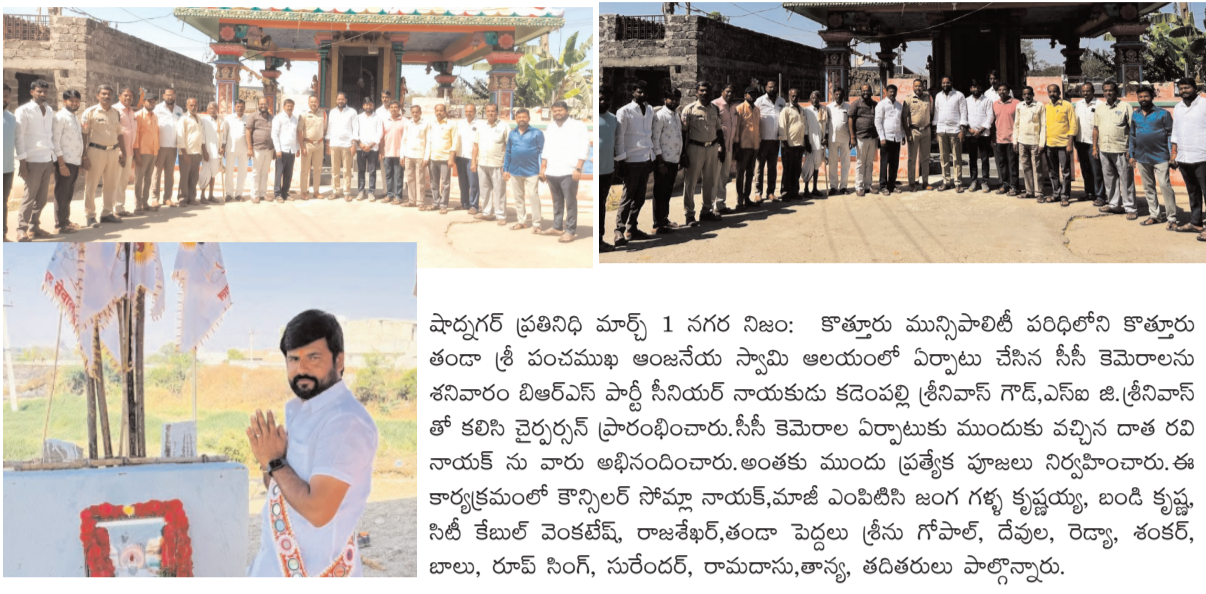 షాద్నగర్ ప్రతినిధి మార్చ్ 1 నగర నిజం: కొత్తూరు మున్సిపాలిటీ పరిధిలోని కొత్తూరు
తండా శ్రీ పంచముఖ ఆంజనేయ స్వామి ఆలయంలో ఏర్పాటు చేసిన సీసీ కెమెరాలను
శనివారం బిఆర్ఎస్ పార్టీ సీనియర్ నాయకుడు కడెంపల్లి శ్రీనివాస్ గౌడ్,ఎస్ఐ జి.శ్రీనివాస్
తో కలిసి చైర్పర్సన్ ప్రారంభించారు.సీసీ కెమెరాల ఏర్పాటుకు ముందుకు వచ్చిన దాత రవి
నాయక్ ను వారు అభినందించారు.అంతకు ముందు ప్రత్యేక పూజలు నిర్వహించారు.ఈ
కార్యక్రమంలో కౌన్సిలర్ సోమ్లా నాయక్,మాజీ ఎంపిటిసి జంగ గళ్ళ కృష్ణయ్య, బండి కృష్ణ,
సిటీ కేబుల్ వెంకటేష్, రాజశేఖర్,తండా పెద్దలు శ్రీను గోపాల్, దేవుల, రెడ్యా, శంకర్,
బాలు, రూప్ సింగ్, సురేందర్, రామదాసు,తాన్య, తదితరులు పాల్గొన్నారు.